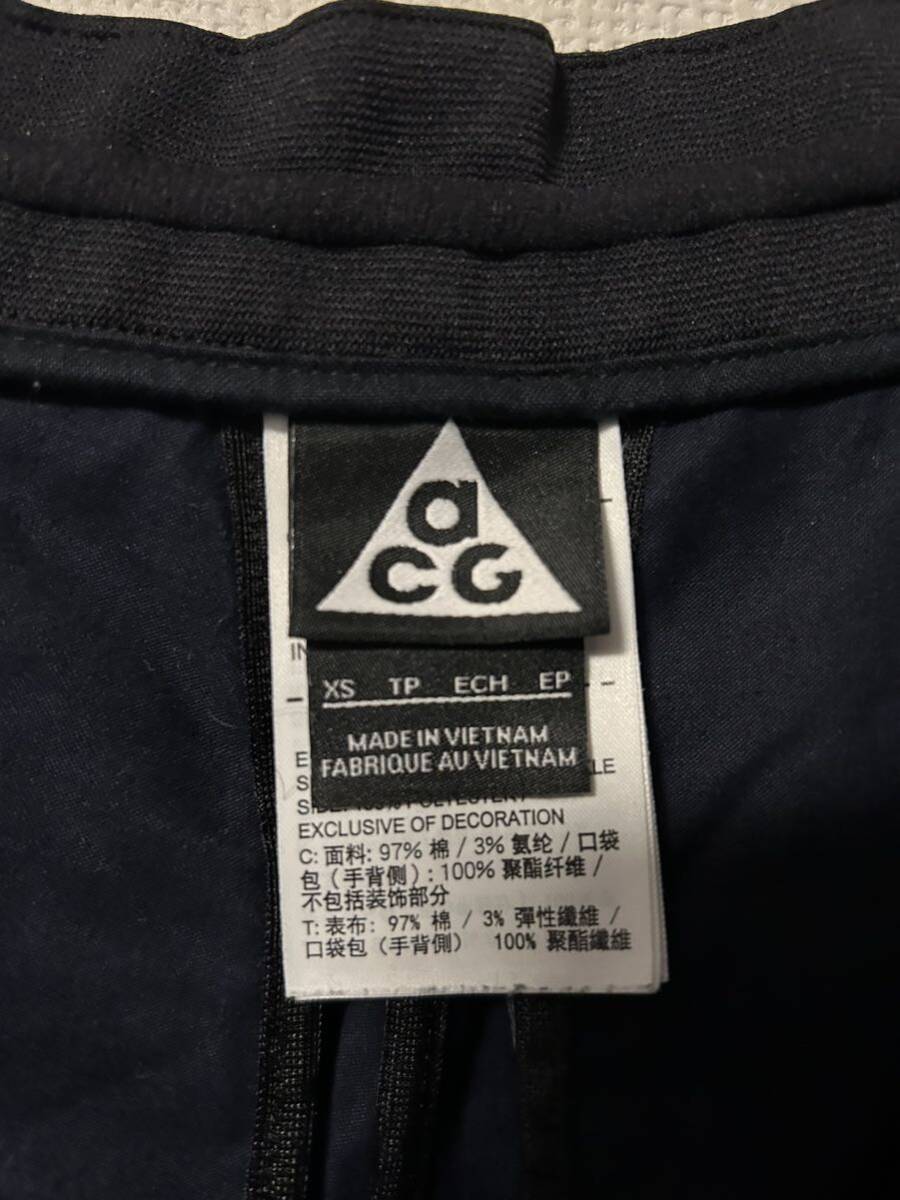 a
CG
XS TP ECH EP
MADE IN VIETNAM
FABRIQUE AU VIETNAM
EXCLUSIVE OF DECORATION
C: 面料: 97% 棉 / 3% 氨纶 / 口袋
包 (手背侧) : 100% 聚酯纤维 /
不包括装饰部分
T: 表布: 97% 棉 / 3% 彈性纖維 /
口袋包 (手背側) 100% 聚酯纖維